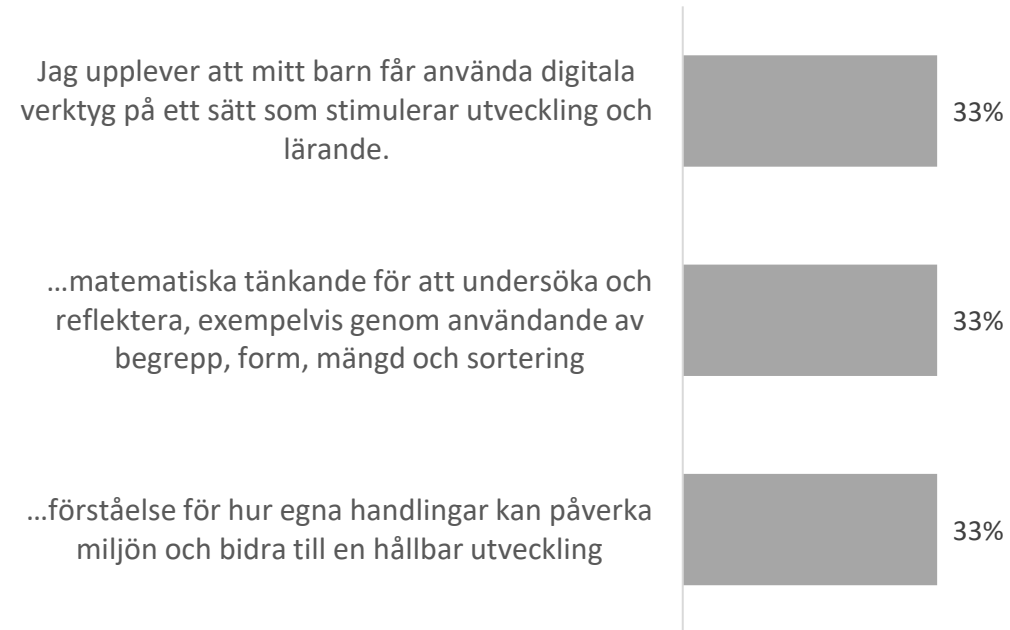 Jag upplever att mitt barn får använda digitala
verktyg på ett sätt som stimulerar utveckling och
lärande.
33%
…matematiska tänkande för att undersöka och
reflektera, exempelvis genom användande av
begrepp, form, mängd och sortering
33%
…förståelse för hur egna handlingar kan påverka
miljön och bidra till en hållbar utveckling
33%